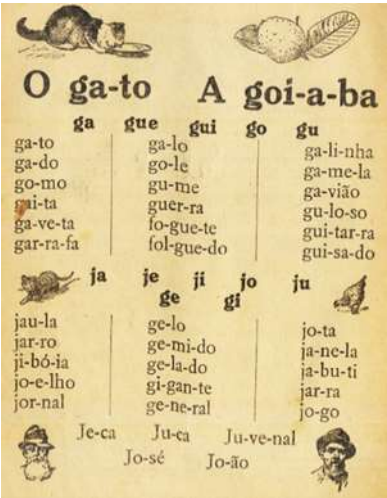 O ga-to A goi-a-ba
ga gue gui go gu
ga-to ga-lo ga-li-nha
ga-do go-le ga-me-la
go-mo gu-me ga-vião
gai-ta guer-ra gu-lo-so
ga-ve-ta fo-gue-te gui-tar-ra
gar-ra-fa fol-gue-do gui-sa-do
ja je ji jo ju
ge gi
jau-la ge-lo jo-ta
jar-ro ge-mi-do ja-ne-la
ji-bó-ia ge-la-do ja-bu-ti
jo-e-lho gi-gan-te jar-ra
jor-nal ge-ne-ral jo-go
Je-ca Ju-ca Ju-ve-nal
Jo-sé Jo-ão